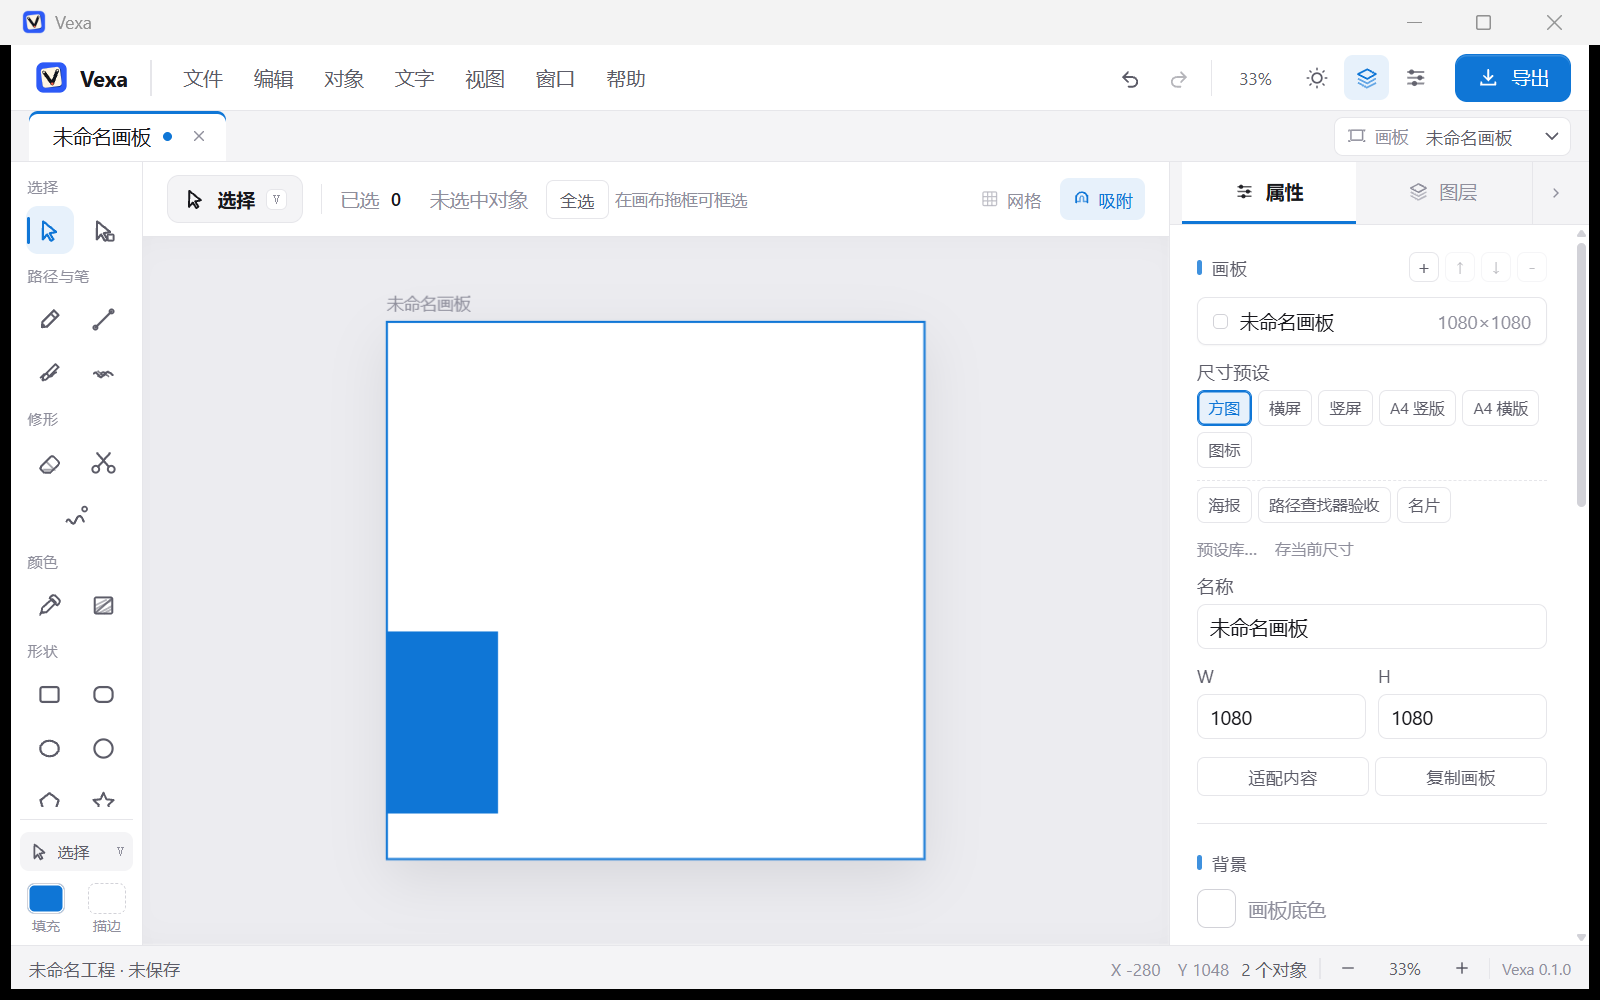 Vexa
Vexa 文件 编辑 对象 文字 视图 窗口 帮助 33% 导出
未命名画板 画板 未命名画板
选择
选择 V 已选 0 未选中对象 全选 在画布拖框可框选 网格 吸附
属性 图层
路径与笔
修形
颜色
形状
选择 V
填充 描边
未命名画板
画板 + ↑ ↓ -
未命名画板 1080×1080
尺寸预设
方图 横屏 竖屏 A4 竖版 A4 横版
图标
海报 路径查找器验收 名片
预设库... 存当前尺寸
名称
未命名画板
W H
1080 1080
适配内容 复制画板
背景
画板底色
未命名工程 · 未保存 X -280 Y 1048 2 个对象 − 33% + Vexa 0.1.0